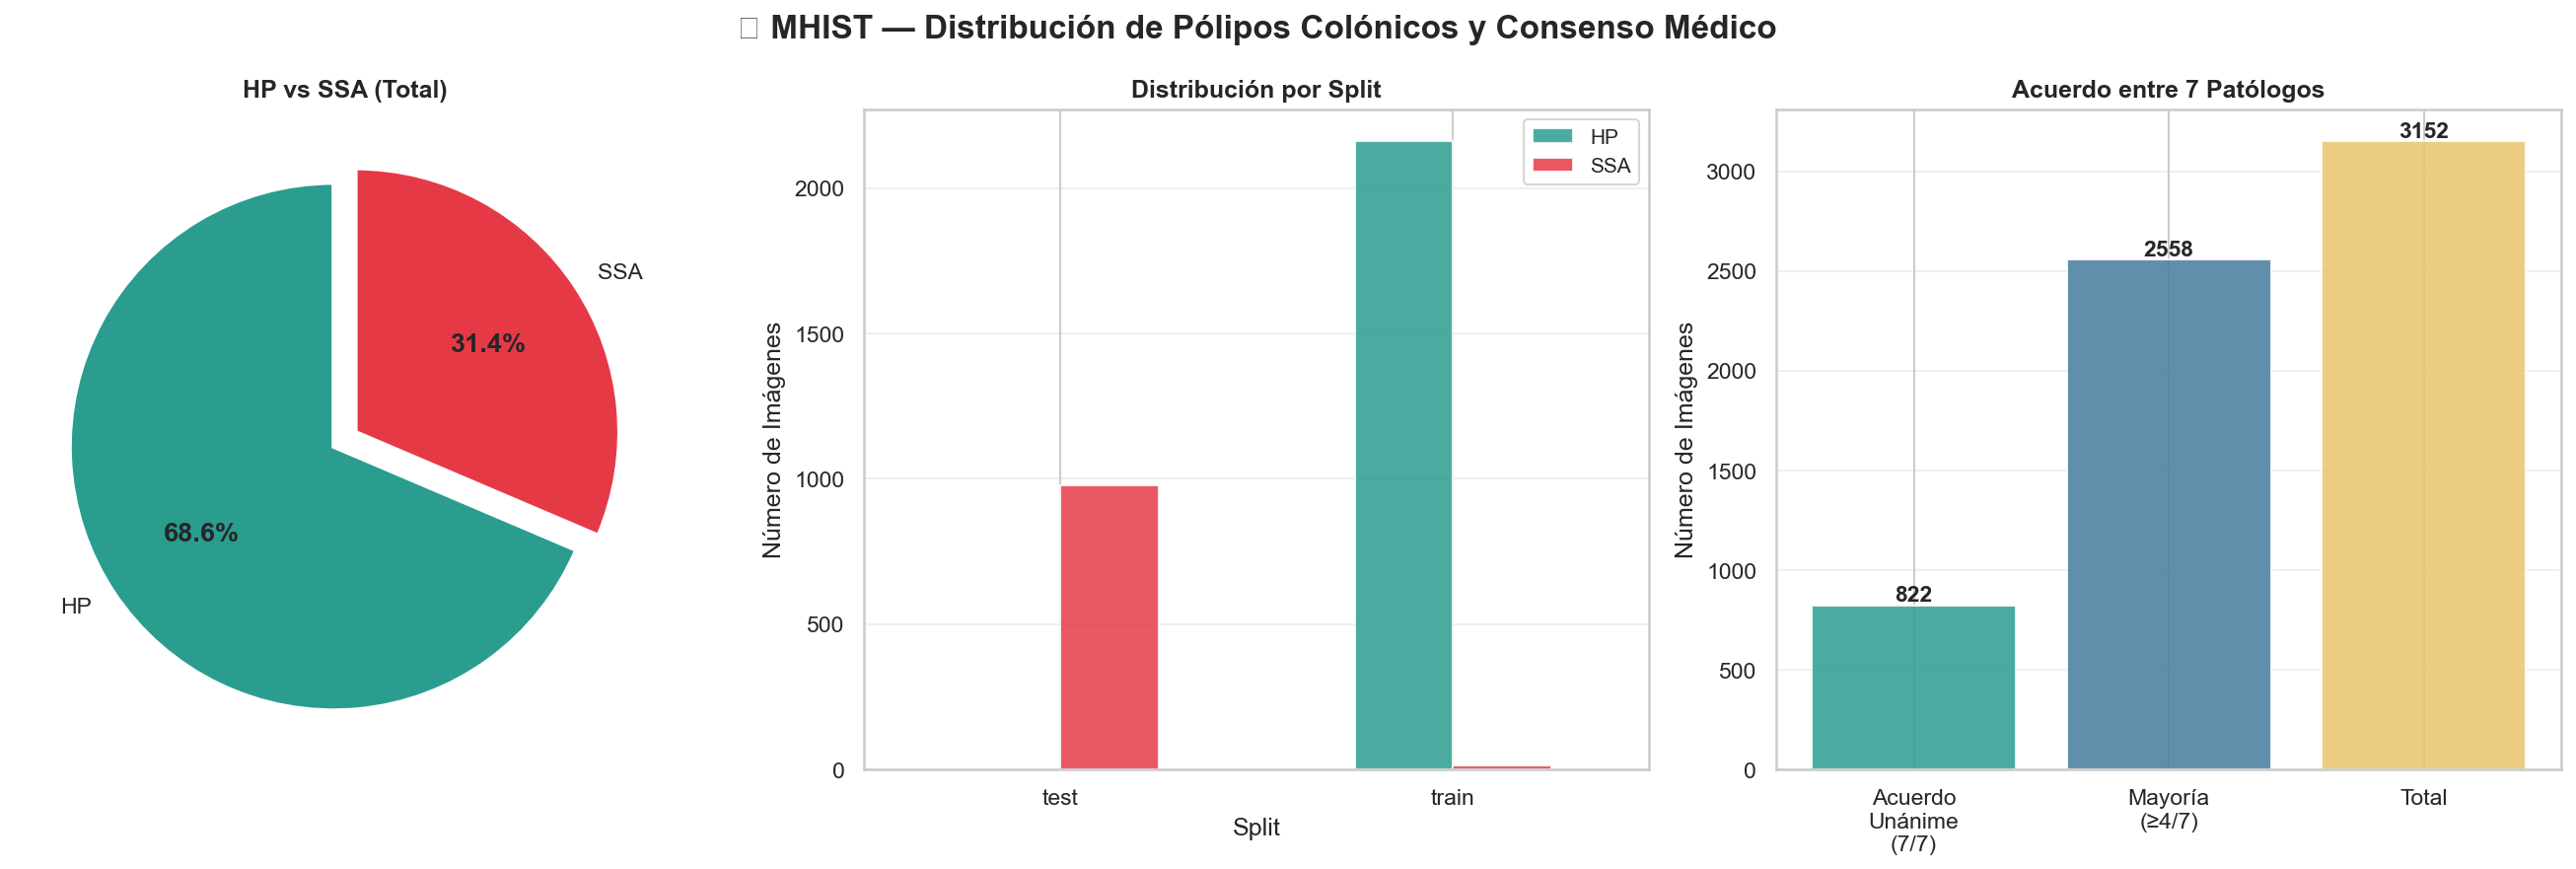 MHIST — Distribución de Pólipos Colónicos y Consenso Médico
HP vs SSA (Total)
SSA
31.4%
68.6%
HP
Distribución por Split
HP
SSA
Número de Imágenes
2000
1500
1000
500
0
test
train
Split
Acuerdo entre 7 Patólogos
Número de Imágenes
3000
2500
2000
1500
1000
500
0
822
2558
3152
Acuerdo
Unánime
(7/7)
Mayoría
(≥4/7)
Total